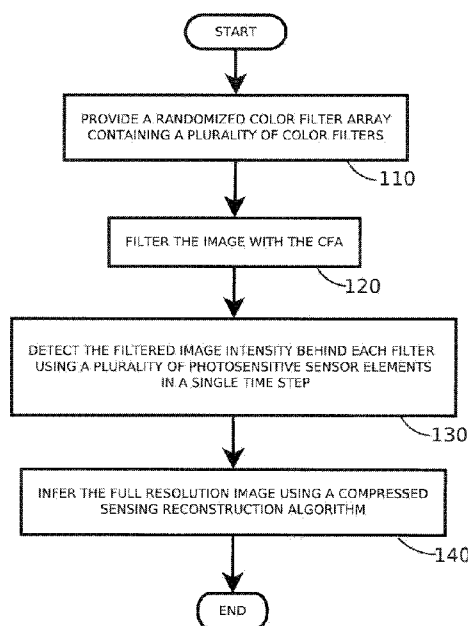 START
PROVIDE A RANDOMIZED COLOR FILTER ARRAY
CONTAINING A PLURALITY OF COLOR FILTERS
110
FILTER THE IMAGE WITH THE CFA
120
DETECT THE FILTERED IMAGE INTENSITY BEHIND EACH FILTER
USING A PLURALITY OF PHOTOSENSITIVE SENSOR ELEMENTS
IN A SINGLE TIME STEP
130
INFER THE FULL RESOLUTION IMAGE USING A COMPRESSED
SENSING RECONSTRUCTION ALGORITHM
140
END